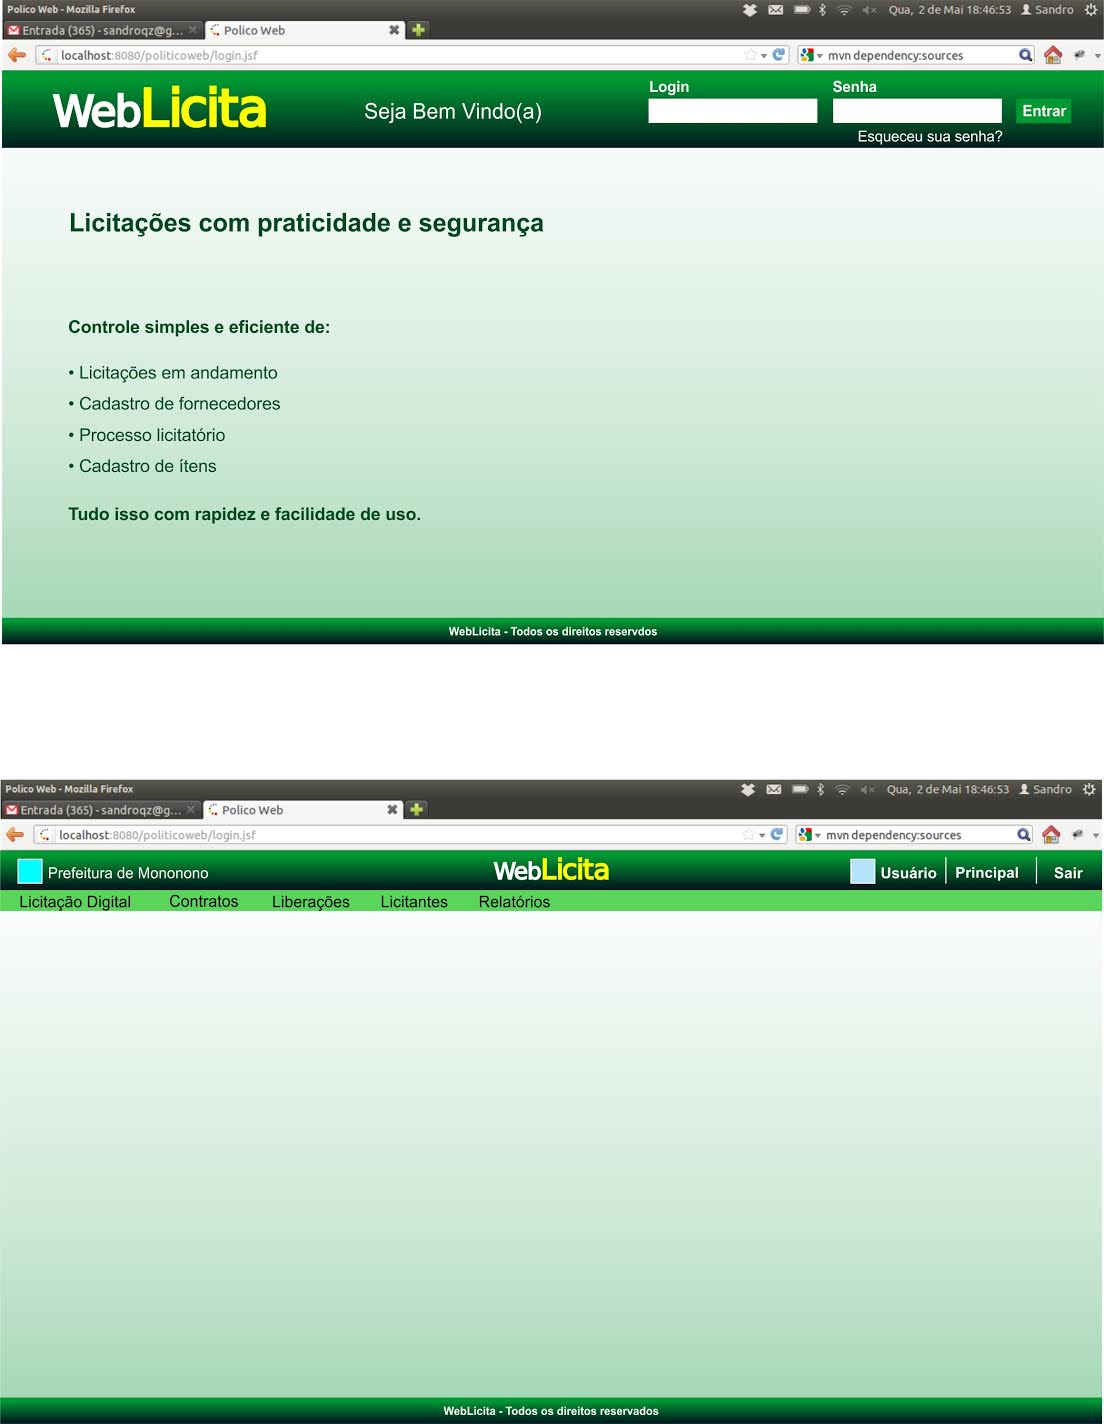 Polico Web - Mozilla Firefox
Qua, 2 de Mai 18:46:53 Sandro
Entrada (365) - sandroqz@g... Polico Web
localhost:8080/politicoweb/login.jsf mvn dependency:sources
WebLicita
Seja Bem Vindo(a)
Login
Senha
Entrar
Esqueceu sua senha?
Licitações com praticidade e segurança
Controle simples e eficiente de:
• Licitações em andamento
• Cadastro de fornecedores
• Processo licitatório
• Cadastro de ítens
Tudo isso com rapidez e facilidade de uso.
WebLicita - Todos os direitos reservdos
Polico Web - Mozilla Firefox
Qua, 2 de Mai 18:46:53 Sandro
Entrada (365) - sandroqz@g... Polico Web
localhost:8080/politicoweb/login.jsf mvn dependency:sources
Prefeitura de Mononono
WebLicita
Usuário Principal Sair
Licitação Digital Contratos Liberações Licitantes Relatórios
WebLicita - Todos os direitos reservados